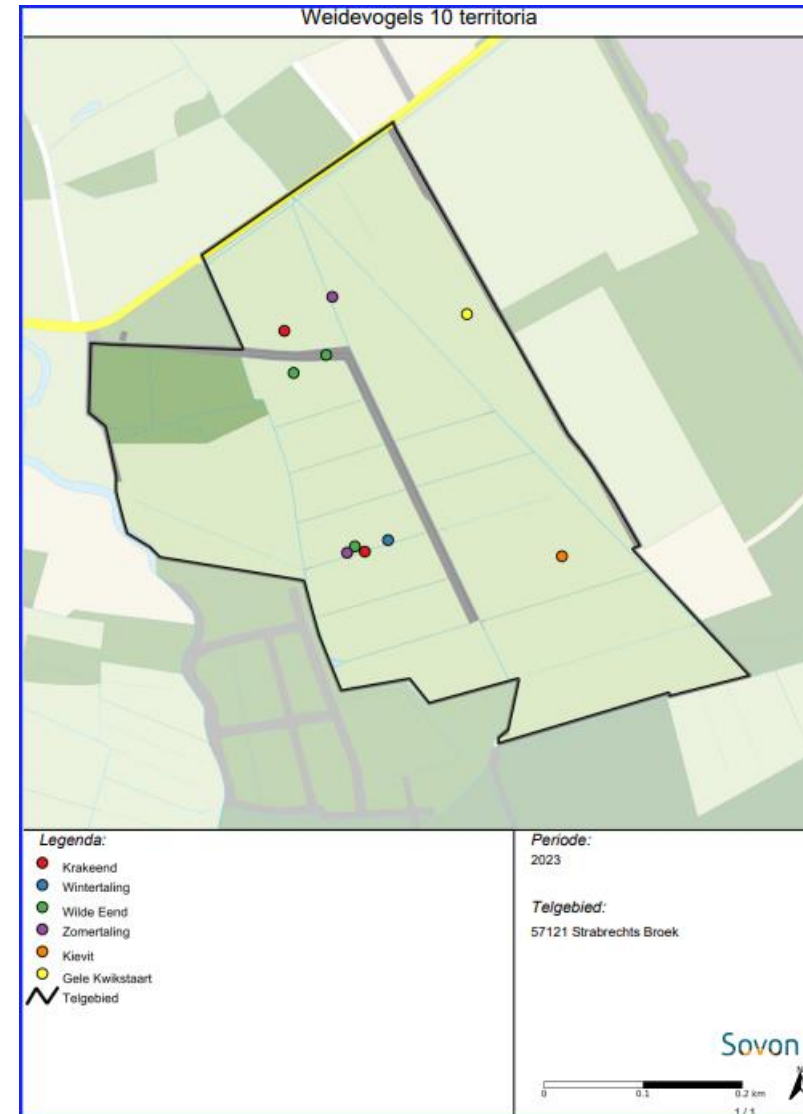 Weidevogels 10 territoria
Legenda:
Krakeend
Wintertaling
Wilde Eend
Zomertaling
Kievit
Gele Kwikstaart
Telgebied
Periode:
2023
Telgebied:
57121 Strabrechts Broek
Sovon
N
0 0.1 0.2 km
1 / 1